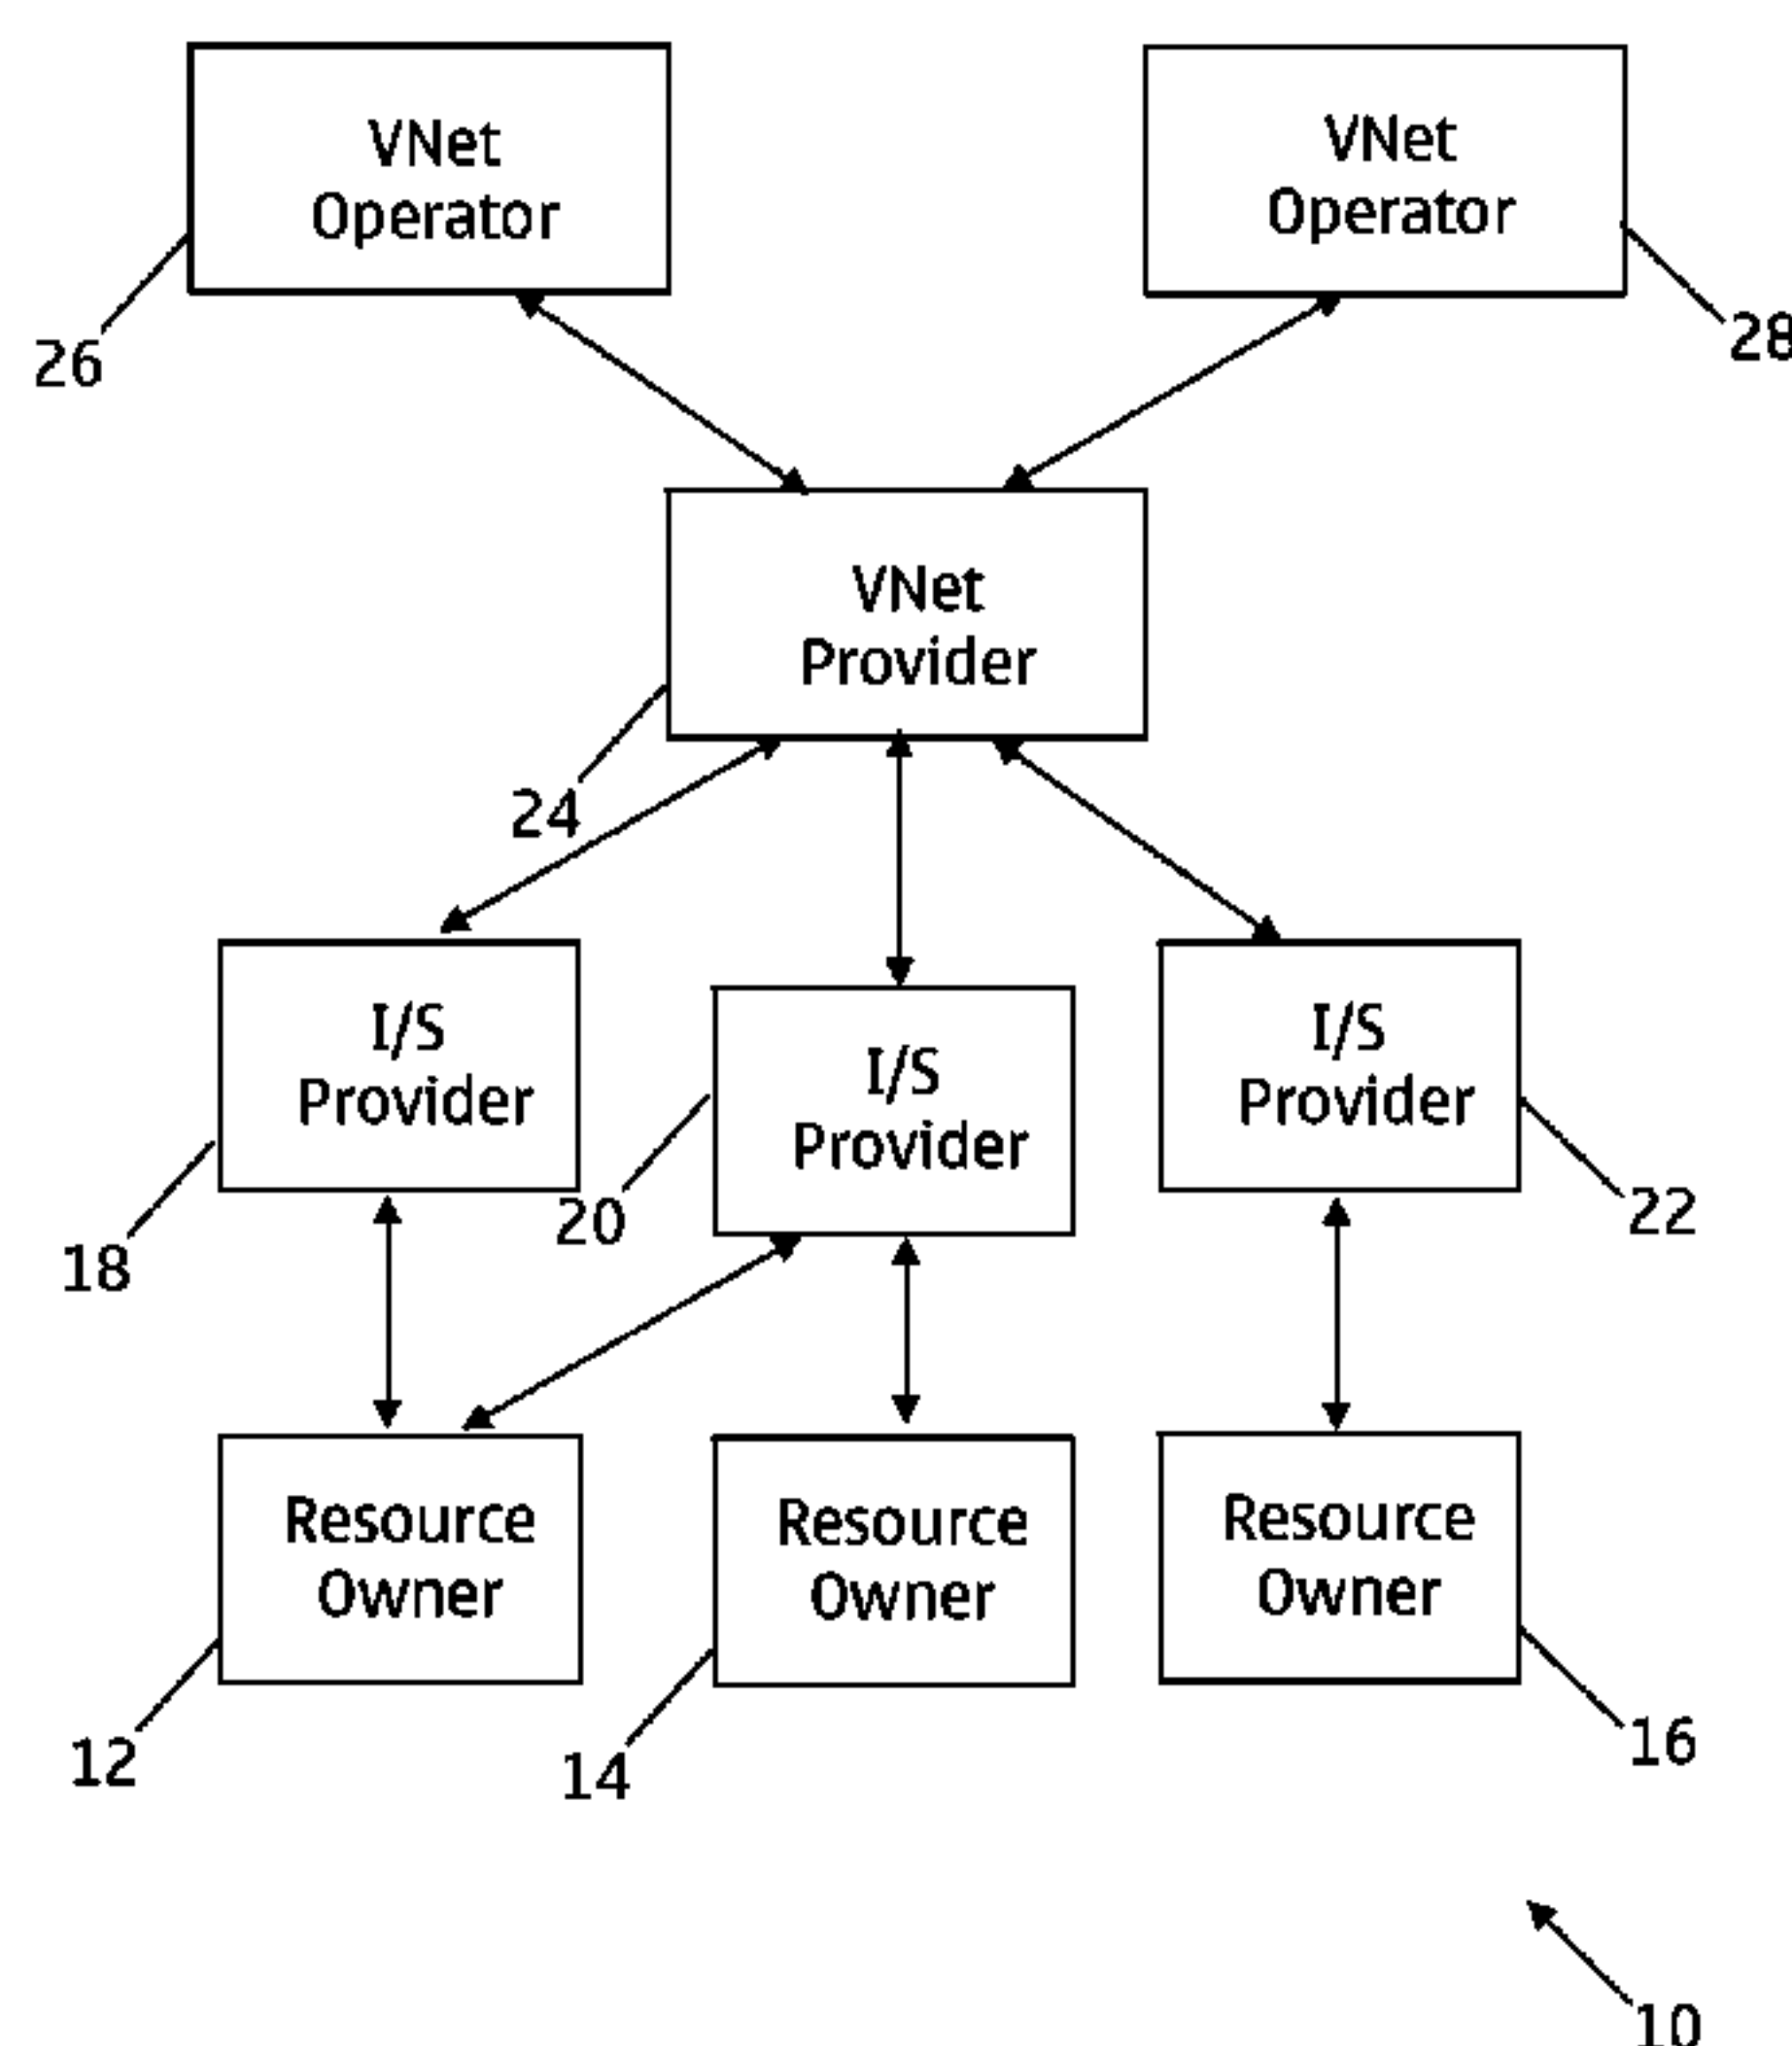 VNet
Operator
VNet
Operator
26
28
VNet
Provider
24
I/S
Provider
I/S
Provider
I/S
Provider
18
20
22
Resource
Owner
Resource
Owner
Resource
Owner
12
14
16
10